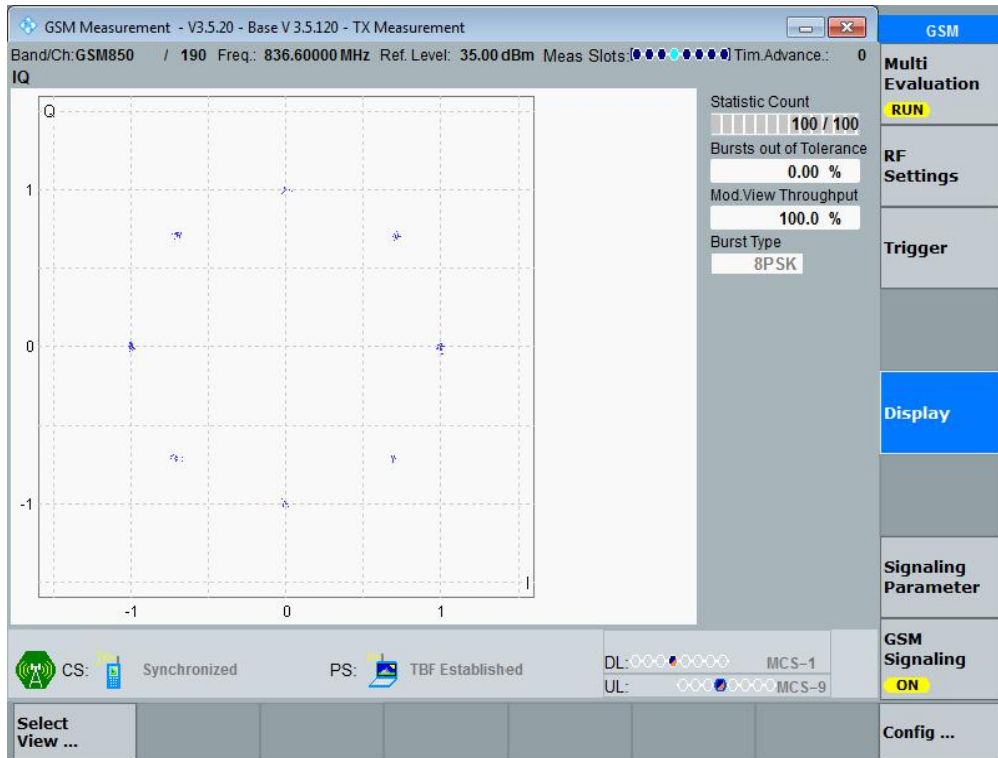 GSM Measurement - V3.5.20 - Base V 3.5.120 - TX Measurement
GSM
Band/Ch: GSM850 / 190 Freq.: 836.60000 MHz Ref. Level: 35.00 dBm Meas Slots: Tim.Advance.: 0
IQ
Multi
Evaluation
RUN
Q
1
0
-1
-1 0 1
I
Statistic Count
100 / 100
Bursts out of Tolerance
0.00 %
Mod.View Throughput
100.0 %
Burst Type
8PSK
RF
Settings
Trigger
Display
Signaling
Parameter
GSM
Signaling
ON
CS: Synchronized PS: TBF Established
DL: MCS-1
UL: MCS-9
Select
View ...
Config ...